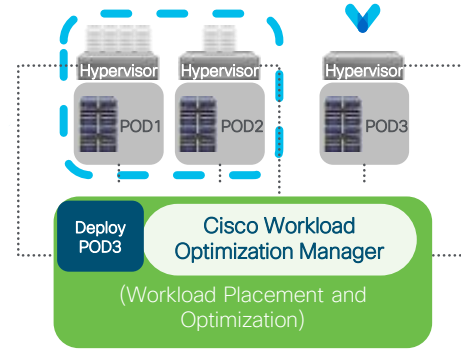 Hypervisor
Hypervisor
Hypervisor
POD1
POD2
POD3
Deploy
POD3
Cisco Workload
Optimization Manager
(Workload Placement and
Optimization)